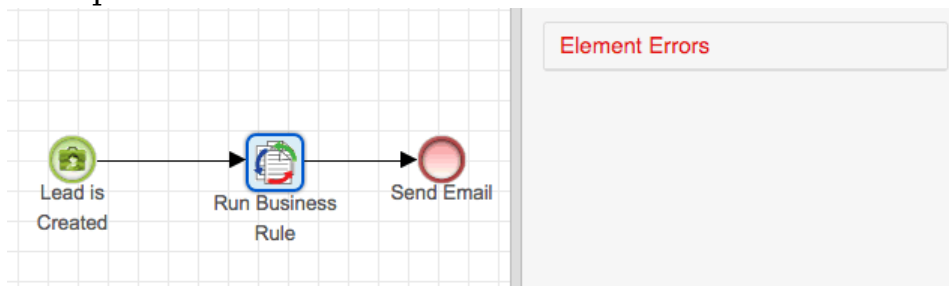 Element Errors
Lead is
Created
Run Business
Rule
Send Email